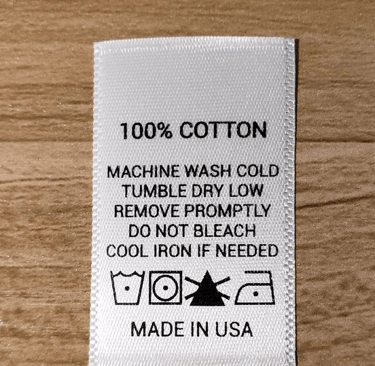 100% COTTON
MACHINE WASH COLD
TUMBLE DRY LOW
REMOVE PROMPTLY
DO NOT BLEACH
COOL IRON IF NEEDED
MADE IN USA